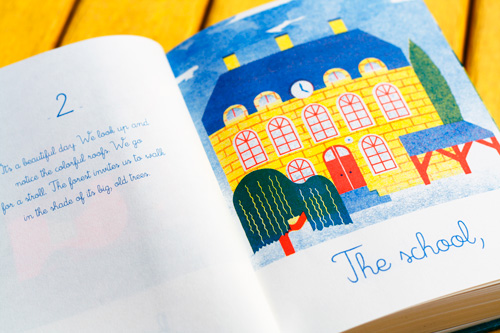 2
It's a beautiful day. We look up and
notice the colorful roofs. We go
for a stroll. The forest invites us to walk
in the shade of its big, old trees.
The school,